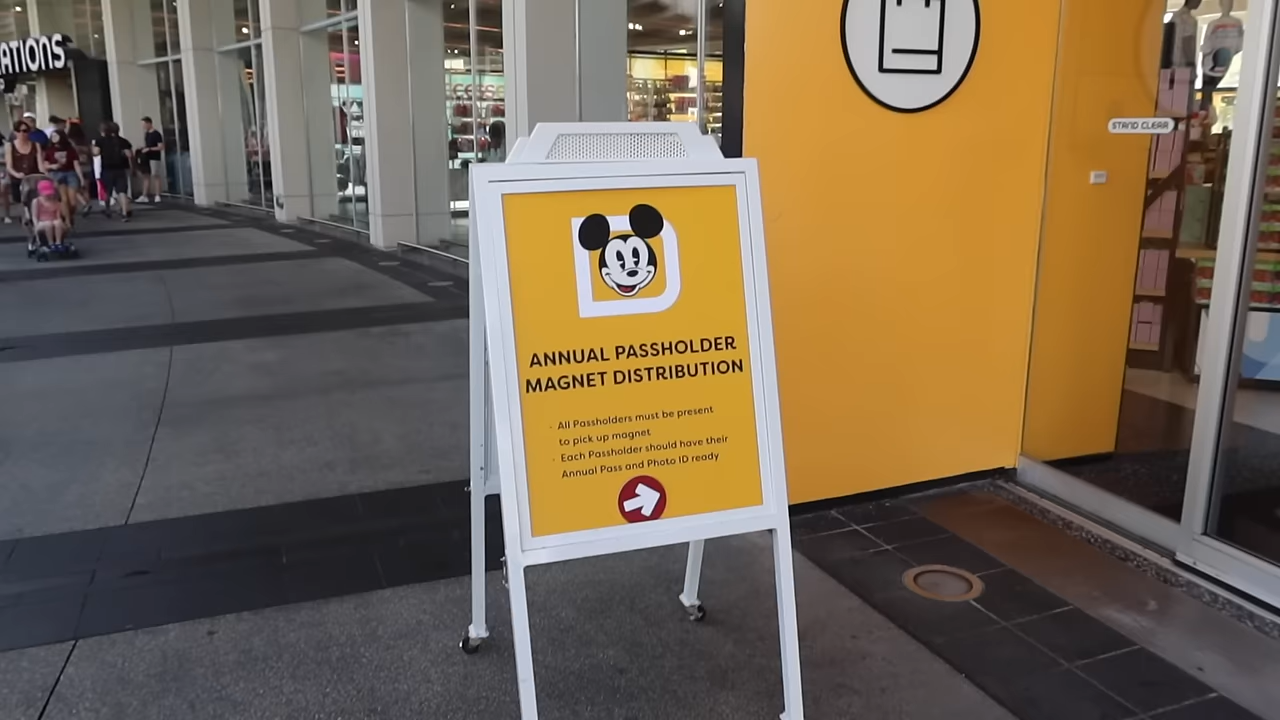 ATIONS
STAND CLEAR
D
ANNUAL PASSHOLDER
MAGNET DISTRIBUTION
- All Passholders must be present
to pick up magnet
- Each Passholder should have their
Annual Pass and Photo ID ready